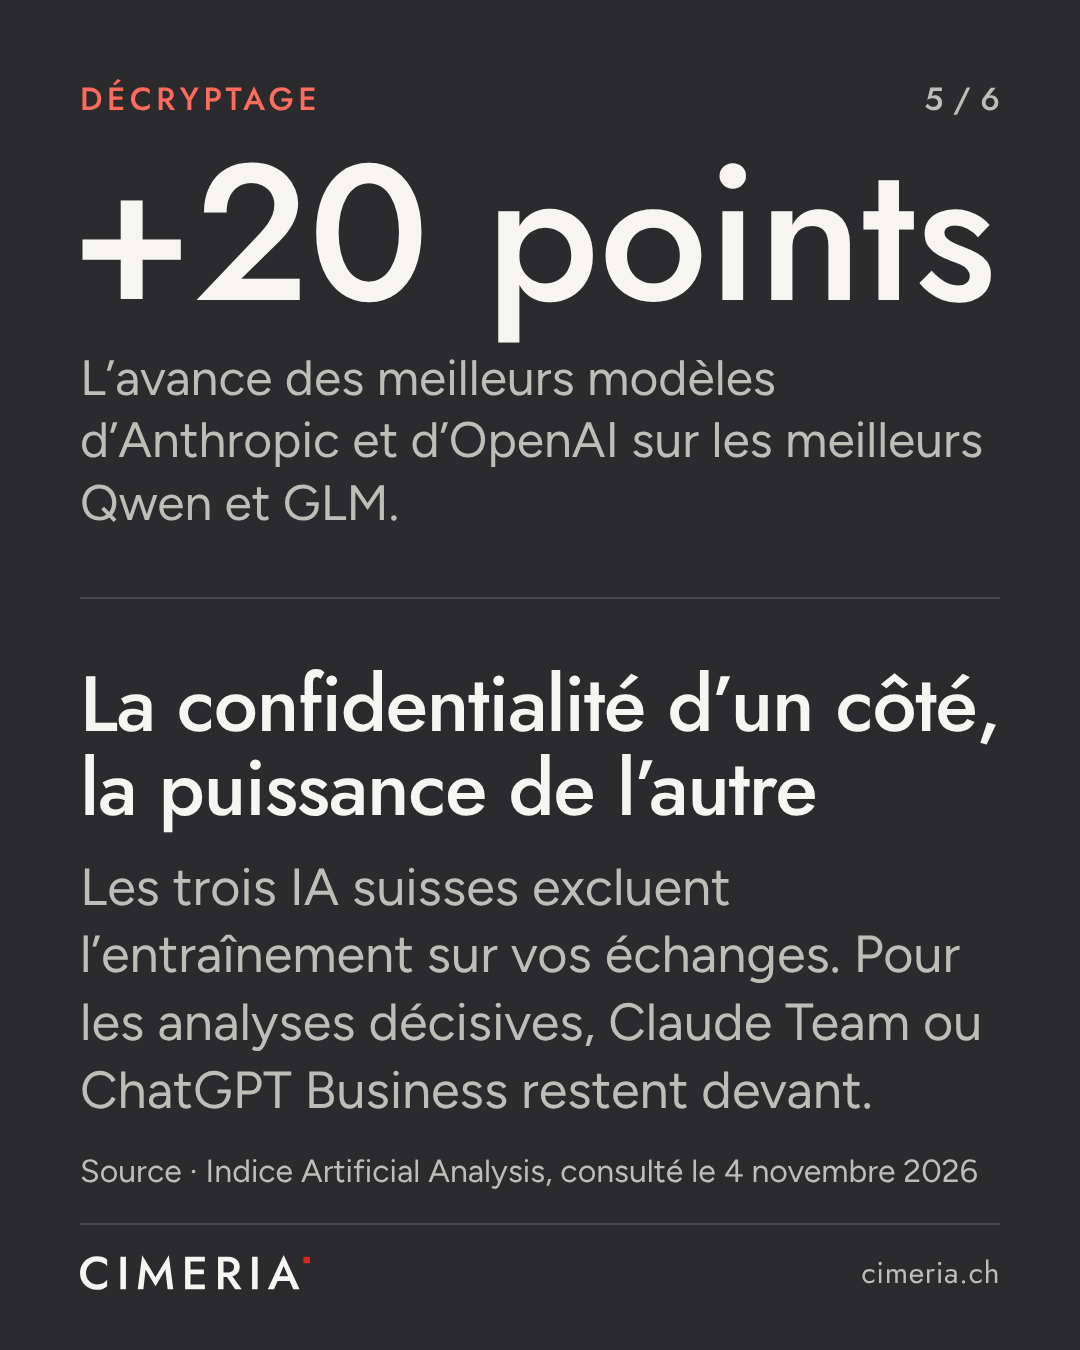 DÉCRYPTAGE
5 / 6
+20 points
L’avance des meilleurs modèles
d’Anthropic et d’OpenAI sur les meilleurs
Qwen et GLM.
La confidentialité d’un côté,
la puissance de l’autre
Les trois IA suisses excluent
l’entraînement sur vos échanges. Pour
les analyses décisives, Claude Team ou
ChatGPT Business restent devant.
Source · Indice Artificial Analysis, consulté le 4 novembre 2026
CIMERIA
cimeria.ch